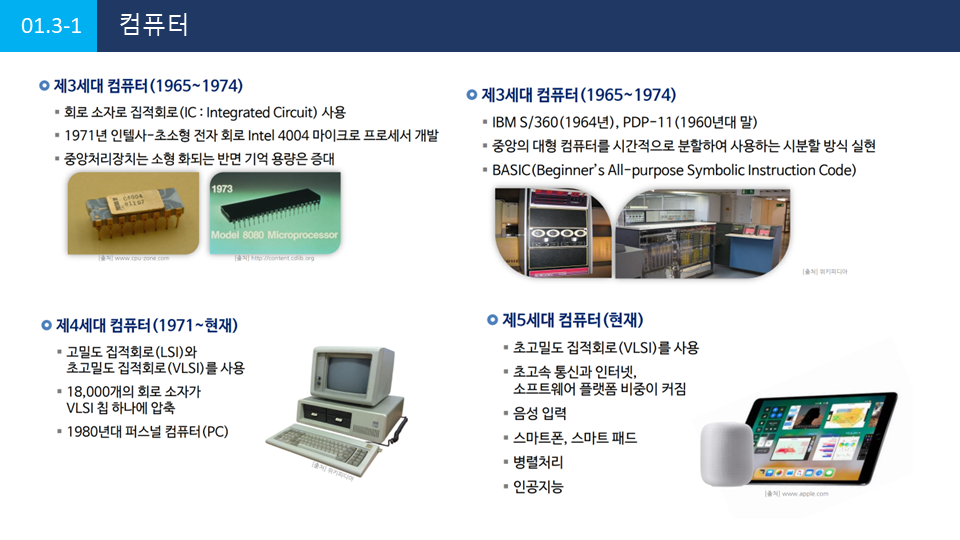 01.3-1 컴퓨터
제3세대 컴퓨터(1965~1974)
회로 소자로 집적회로(IC : Integrated Circuit) 사용
1971년 인텔사-초소형 전자 회로 Intel 4004 마이크로 프로세서 개발
중앙처리장치는 소형 화되는 반면 기억 용량은 증대
C4004
1973
Model 8080 Microprocessor
[출처] www.cpu-zone.com
[출처] http://content.cdlib.org
제3세대 컴퓨터(1965~1974)
IBM S/360(1964년), PDP-11(1960년대 말)
중앙의 대형 컴퓨터를 시간적으로 분할하여 사용하는 시분할 방식 실현
BASIC(Beginner's All-purpose Symbolic Instruction Code)
[출처] 위키피디아
제4세대 컴퓨터(1971~현재)
고밀도 집적회로(LSI)와
초고밀도 집적회로(VLSI)를 사용
18,000개의 회로 소자가
VLSI 칩 하나에 압축
1980년대 퍼스널 컴퓨터(PC)
[출처] 위키피디아
제5세대 컴퓨터(현재)
초고밀도 집적회로(VLSI)를 사용
초고속 통신과 인터넷,
소프트웨어 플랫폼 비중이 커짐
음성 입력
스마트폰, 스마트 패드
병렬처리
인공지능
[출처] www.apple.com